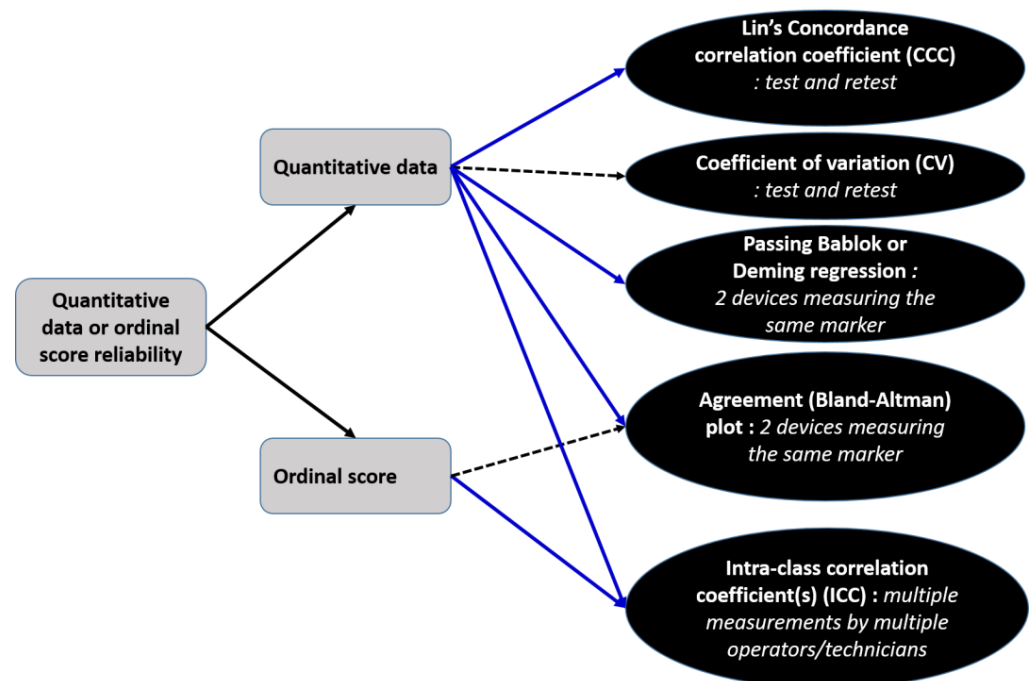 Lin's Concordance
correlation coefficient (CCC)
: test and retest
Quantitative data
Coefficient of variation (CV)
: test and retest
Passing Bablok or
Deming regression :
2 devices measuring the
same marker
Quantitative
data or ordinal
score reliability
Agreement (Bland-Altman)
plot : 2 devices measuring
the same marker
Ordinal score
Intra-class correlation
coefficient(s) (ICC) : multiple
measurements by multiple
operators/technicians